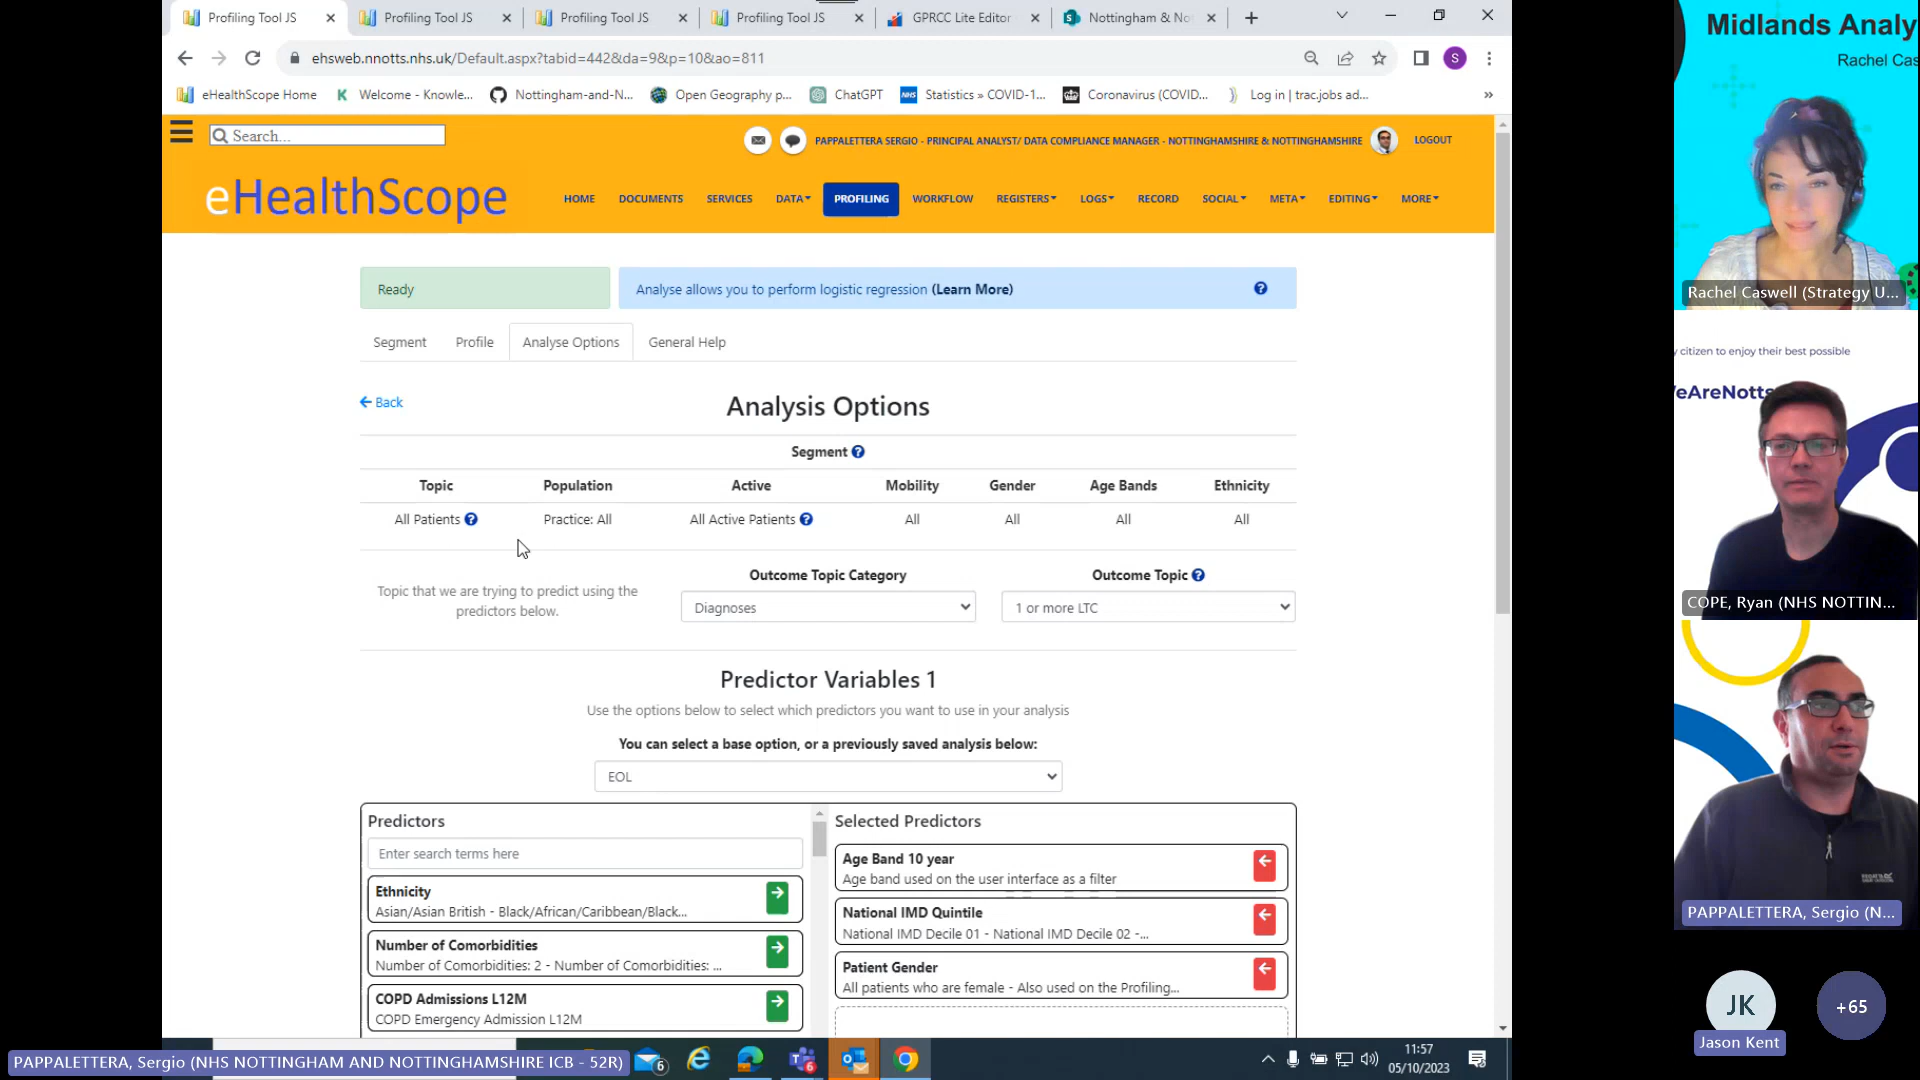 Profiling Tool JS
Profiling Tool JS
Profiling Tool JS
Profiling Tool JS
GPRCC Lite Editor
Nottingham & No
ehsweb.nnotts.nhs.uk/Default.aspx?tabid=442&da=9&p=10&ao=811
S
eHealthScope Home
Welcome - Knowle...
Nottingham-and-N...
Open Geography p...
ChatGPT
Statistics » COVID-1...
Coronavirus (COVID...
Log in | trac.jobs ad...
Search...
PAPPALETTERA SERGIO - PRINCIPAL ANALYST/ DATA COMPLIANCE MANAGER - NOTTINGHAMSHIRE & NOTTINGHAMSHIRE
LOGOUT
eHealthScope
HOME
DOCUMENTS
SERVICES
DATA
PROFILING
WORKFLOW
REGISTERS
LOGS
RECORD
SOCIAL
META
EDITING
MORE
Ready
Analyse allows you to perform logistic regression (Learn More)
Segment
Profile
Analyse Options
General Help
Back
Analysis Options
Segment
Topic Population Active Mobility Gender Age Bands Ethnicity
All Patients Practice: All All Active Patients All All All All
Topic that we are trying to predict using the
predictors below.
Outcome Topic Category
Diagnoses
Outcome Topic
1 or more LTC
Predictor Variables 1
Use the options below to select which predictors you want to use in your analysis
You can select a base option, or a previously saved analysis below:
EOL
Predictors
Enter search terms here
Ethnicity
Asian/Asian British - Black/African/Caribbean/Black...
Number of Comorbidities
Number of Comorbidities: 2 - Number of Comorbidities: ...
COPD Admissions L12M
COPD Emergency Admission L12M
Selected Predictors
Age Band 10 year
Age band used on the user interface as a filter
National IMD Quintile
National IMD Decile 01 - National IMD Decile 02 -...
Patient Gender
All patients who are female - Also used on the Profiling...
PAPPALETTERA, Sergio (NHS NOTTINGHAM AND NOTTINGHAMSHIRE ICB - 52R)
6
6
11:57
05/10/2023
Midlands Analy
Rachel Cas
Rachel Caswell (Strategy U...
y citizen to enjoy their best possible
eAreNotts
COPE, Ryan (NHS NOTTIN...
PAPPALETTERA, Sergio (N...
JK
Jason Kent
+65